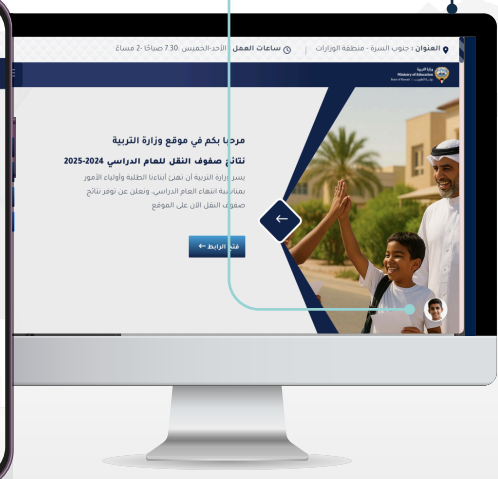 العنوان : جنوب السرة - منطقة الوزارات | ساعات العمل : الأحد-الخميس 7:30 صباحًا -2 مساءً
وزارة التربية
Ministry of Education
مرحبا بكم في موقع وزارة التربية
نتائج صفوف النقل للعام الدراسي 2024-2025
يسر وزارة التربية أن تهنئ أبناءنا الطلبة وأولياء الأمور
بمناسبة انتهاء العام الدراسي، ونعلن عن توفر نتائج
صفوف النقل الآن على الموقع
فتح الرابط ←